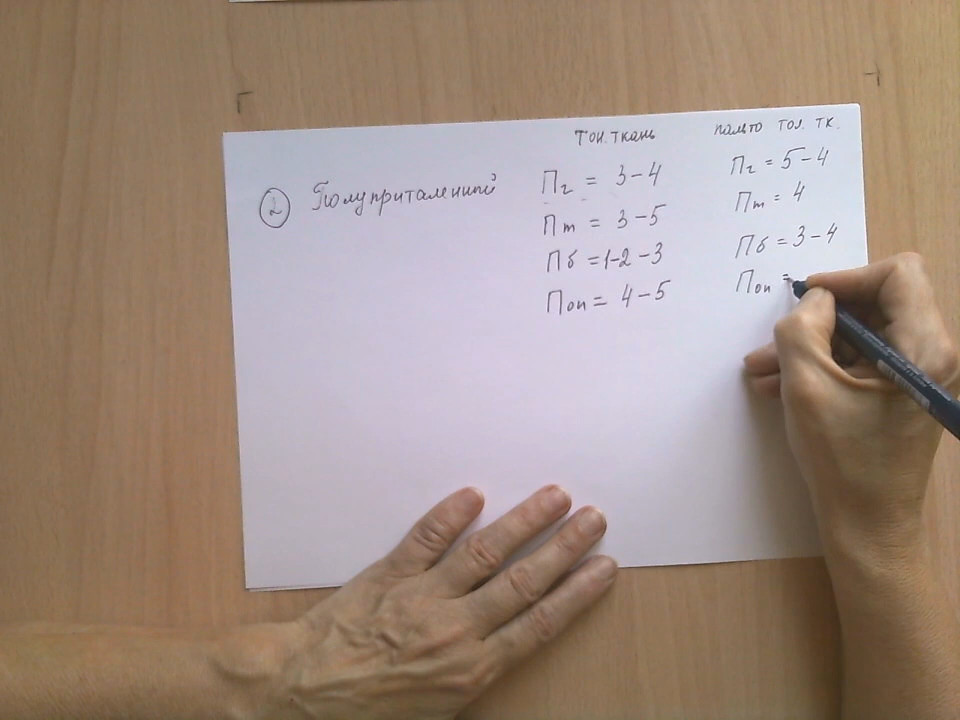 ② Полуприталенный
Тон. ткань
Пг = 3-4
Пт = 3-5
Пб = 1-2-3
Поп = 4-5
пальто тол. тк.
Пг = 5-4
Пт = 4
Пб = 3-4
Поп =